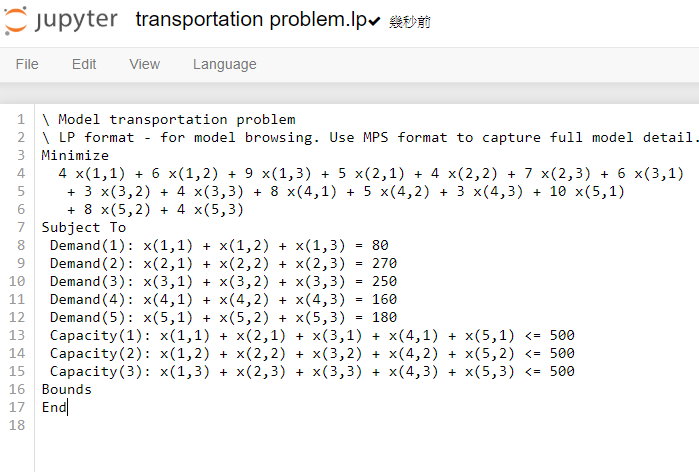 jupyter transportation problem.lp✔ 幾秒前
File Edit View Language
1 \ Model transportation problem
2 \ LP format - for model browsing. Use MPS format to capture full model detail.
3 Minimize
4   4 x(1,1) + 6 x(1,2) + 9 x(1,3) + 5 x(2,1) + 4 x(2,2) + 7 x(2,3) + 6 x(3,1)
5    + 3 x(3,2) + 4 x(3,3) + 8 x(4,1) + 5 x(4,2) + 3 x(4,3) + 10 x(5,1)
6    + 8 x(5,2) + 4 x(5,3)
7 Subject To
8  Demand(1): x(1,1) + x(1,2) + x(1,3) = 80
9  Demand(2): x(2,1) + x(2,2) + x(2,3) = 270
10  Demand(3): x(3,1) + x(3,2) + x(3,3) = 250
11  Demand(4): x(4,1) + x(4,2) + x(4,3) = 160
12  Demand(5): x(5,1) + x(5,2) + x(5,3) = 180
13  Capacity(1): x(1,1) + x(2,1) + x(3,1) + x(4,1) + x(5,1) <= 500
14  Capacity(2): x(1,2) + x(2,2) + x(3,2) + x(4,2) + x(5,2) <= 500
15  Capacity(3): x(1,3) + x(2,3) + x(3,3) + x(4,3) + x(5,3) <= 500
16 Bounds
17 End
18